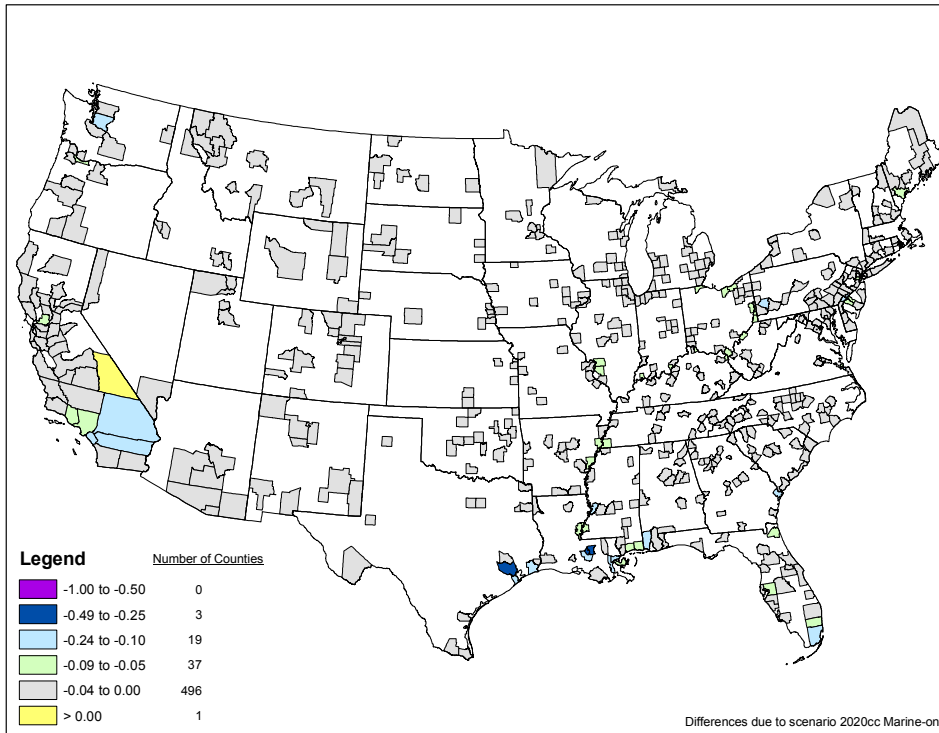 Legend Number of Counties
-1.00 to -0.50 0
-0.49 to -0.25 3
-0.24 to -0.10 19
-0.09 to -0.05 37
-0.04 to 0.00 496
> 0.00 1
Differences due to scenario 2020cc Marine-on